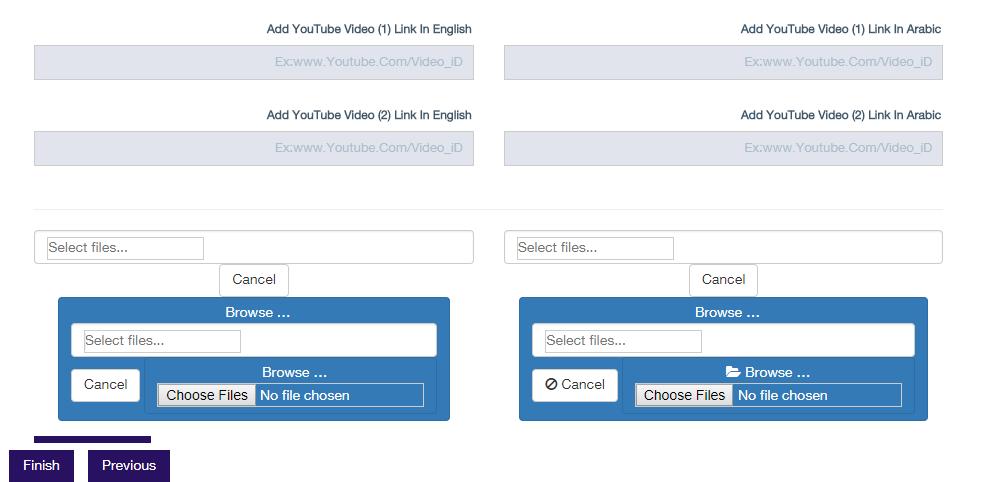 Add YouTube Video (1) Link In English
Add YouTube Video (1) Link In Arabic
Ex:www.Youtube.Com/Video_iD
Ex:www.Youtube.Com/Video_iD
Add YouTube Video (2) Link In English
Add YouTube Video (2) Link In Arabic
Ex:www.Youtube.Com/Video_iD
Ex:www.Youtube.Com/Video_iD
Select files...
Select files...
Cancel
Cancel
Browse ...
Browse ...
Select files...
Select files...
Browse ...
Browse ...
Cancel
Cancel
Choose Files No file chosen
Choose Files No file chosen
Finish
Previous